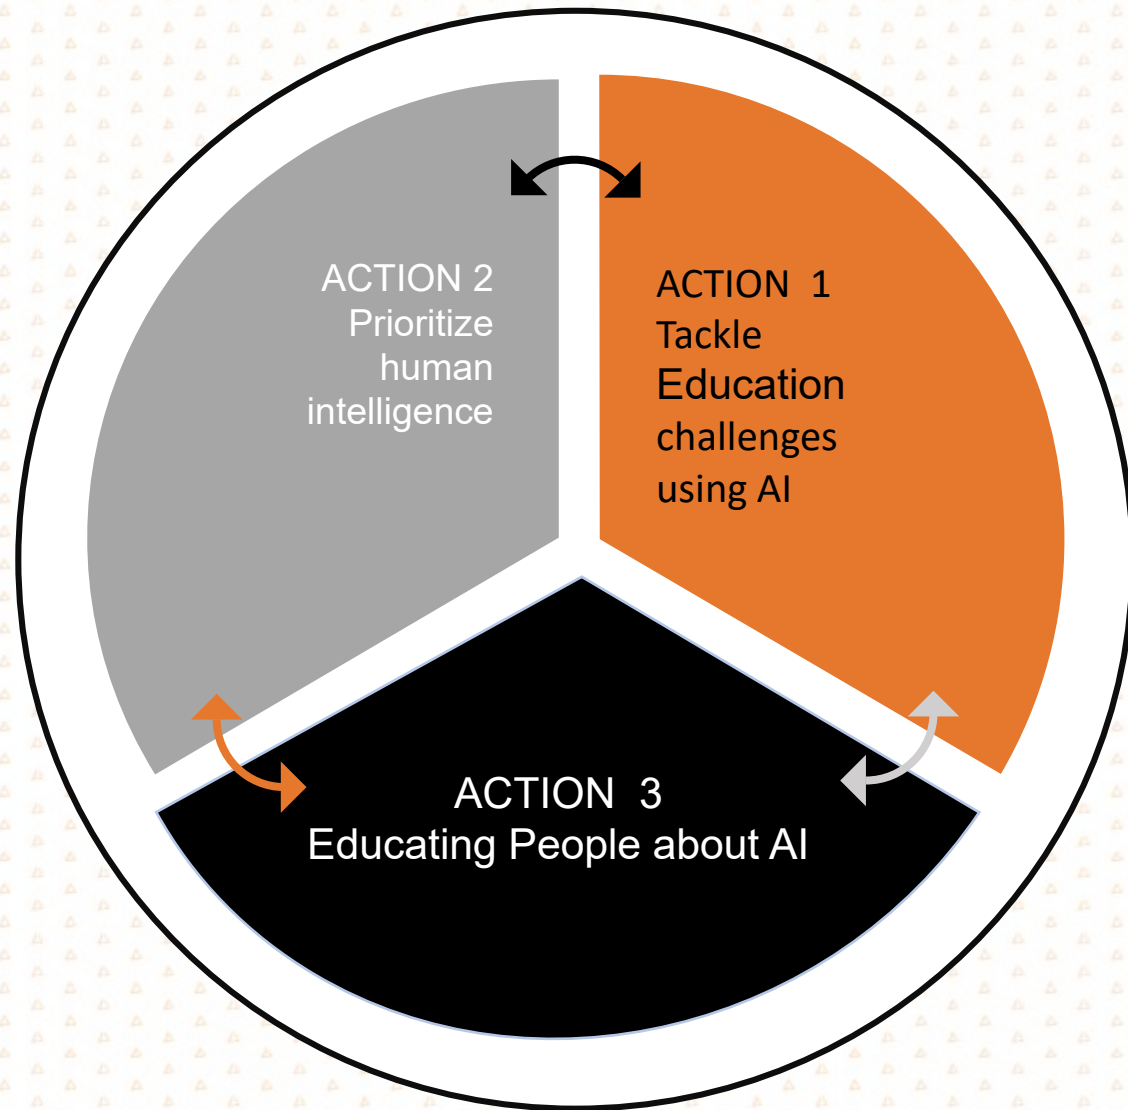 ACTION 2
Prioritize
human
intelligence
ACTION 1
Tackle
Education
challenges
using AI
ACTION 3
Educating People about AI